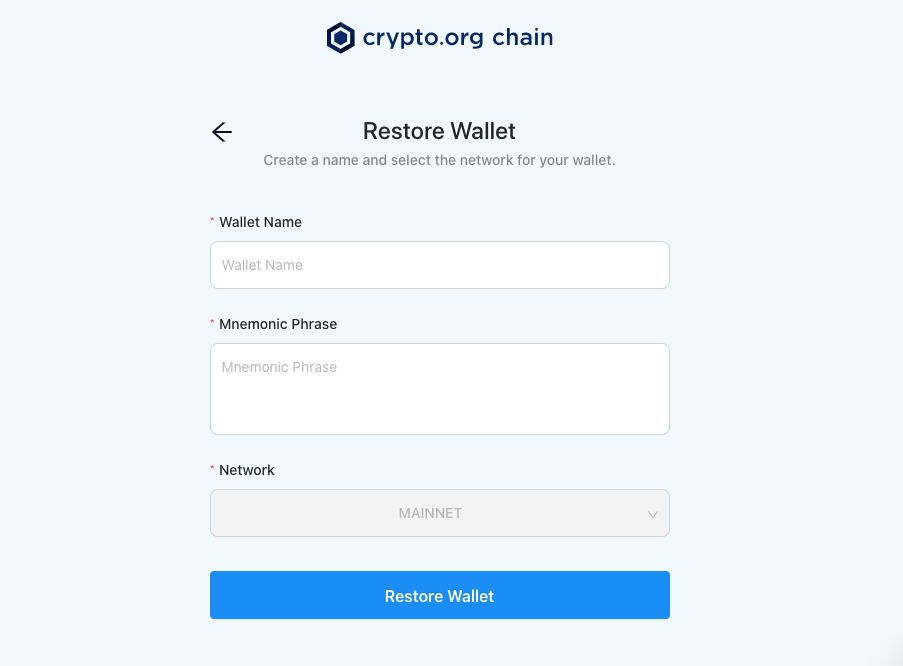 crypto.org chain
Restore Wallet
Create a name and select the network for your wallet.
* Wallet Name
Wallet Name
* Mnemonic Phrase
Mnemonic Phrase
* Network
MAINNET
Restore Wallet